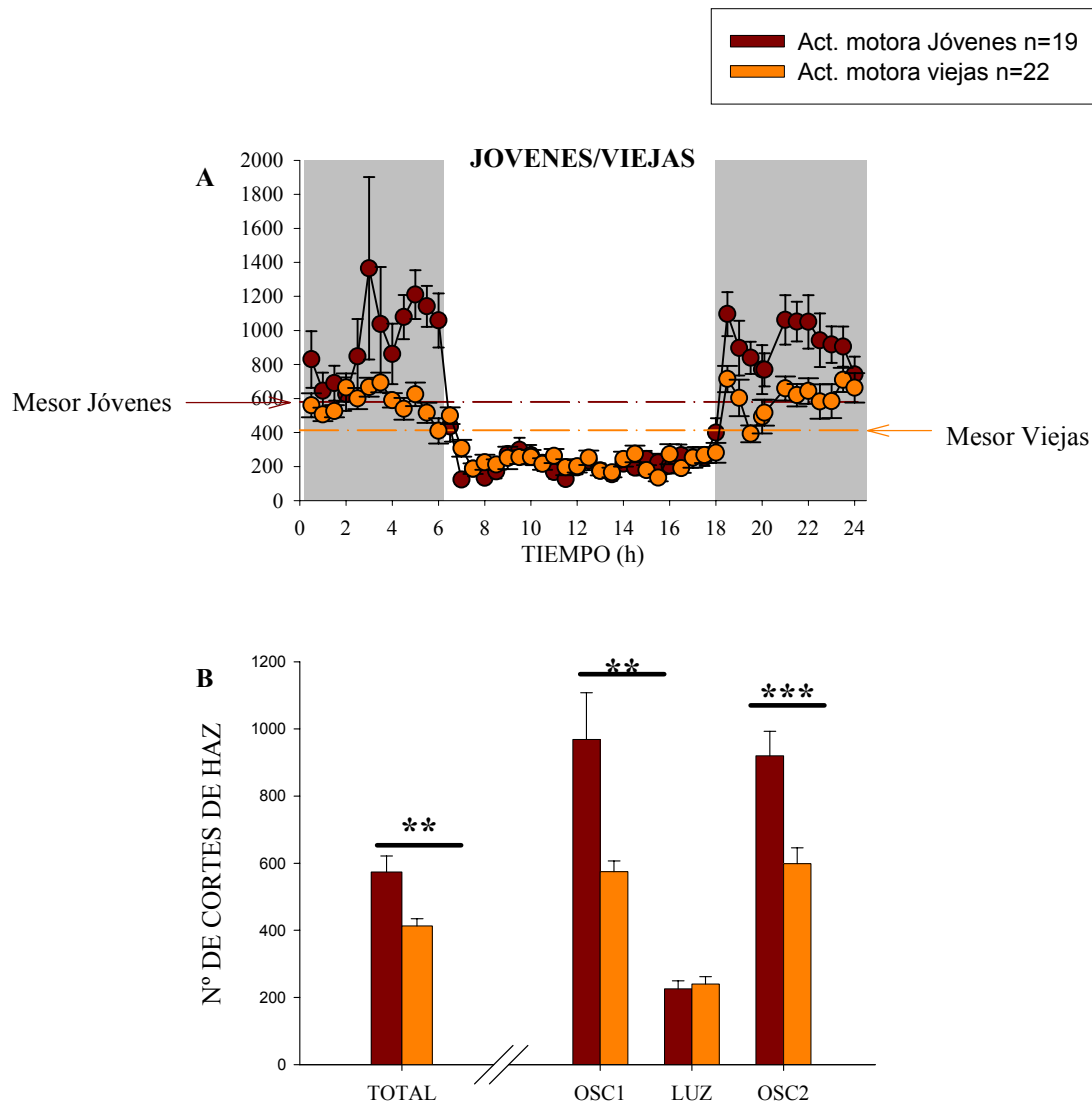 Act. motora Jóvenes n=19
Act. motora viejas n=22
JOVENES/VIEJAS
A
2000
1800
1600
1400
1200
1000
800
600
400
200
0
Mesor Jóvenes
Mesor Viejas
0 2 4 6 8 10 12 14 16 18 20 22 24
TIEMPO (h)
B
Nº DE CORTES DE HAZ
1200
1000
800
600
400
200
0
**
**
***
TOTAL OSC1 LUZ OSC2